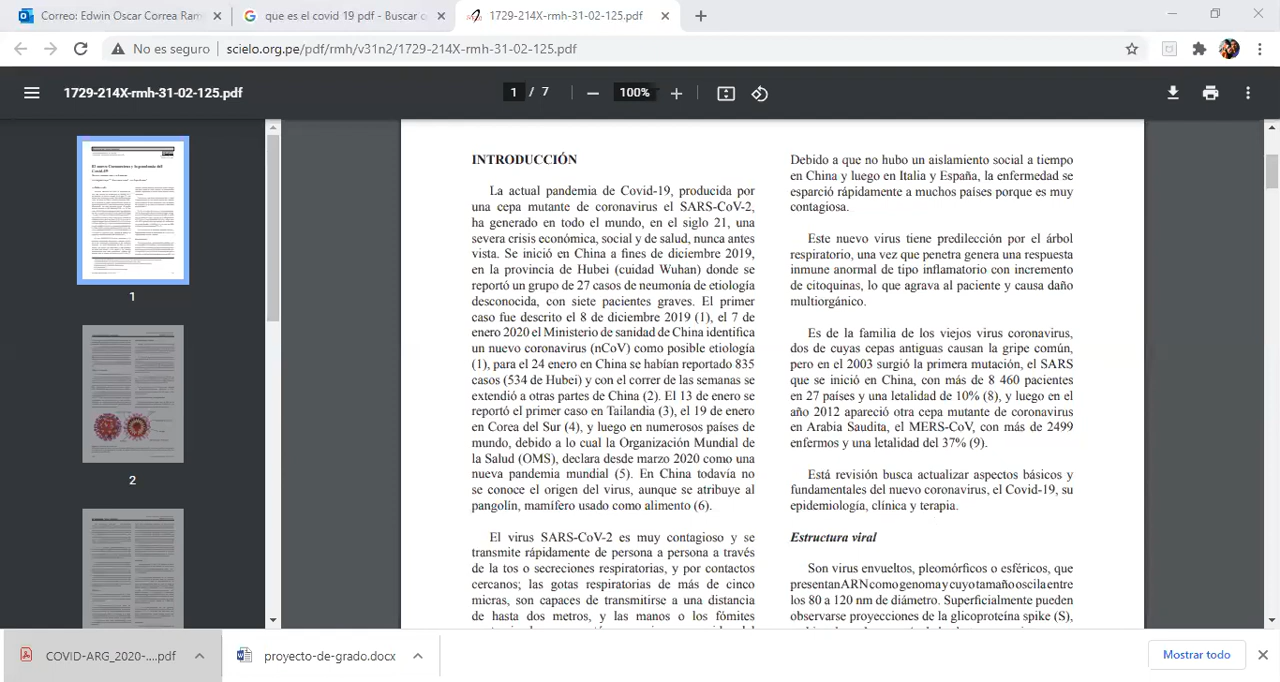 Correo: Edwin Oscar Correa Ram
que es el covid 19 pdf - Buscar c
1729-214X-rmh-31-02-125.pdf
No es seguro
scielo.org.pe/pdf/rmh/v31n2/1729-214X-rmh-31-02-125.pdf
1729-214X-rmh-31-02-125.pdf
1 / 7
100%
1
2
INTRODUCCIÓN
La actual pandemia de Covid-19, producida por
una cepa mutante de coronavirus el SARS-CoV-2,
ha generado en todo el mundo, en el siglo 21, una
severa crisis económica, social y de salud, nunca antes
vista. Se inició en China a fines de diciembre 2019,
en la provincia de Hubei (cuidad Wuhan) donde se
reportó un grupo de 27 casos de neumonía de etiología
desconocida, con siete pacientes graves. El primer
caso fue descrito el 8 de diciembre 2019 (1), el 7 de
enero 2020 el Ministerio de sanidad de China identifica
un nuevo coronavirus (nCoV) como posible etiología
(1), para el 24 enero en China se habían reportado 835
casos (534 de Hubei) y con el correr de las semanas se
extendió a otras partes de China (2). El 13 de enero se
reportó el primer caso en Tailandia (3), el 19 de enero
en Corea del Sur (4), y luego en numerosos países de
mundo, debido a lo cual la Organización Mundial de
la Salud (OMS), declara desde marzo 2020 como una
nueva pandemia mundial (5). En China todavía no
se conoce el origen del virus, aunque se atribuye al
pangolín, mamífero usado como alimento (6).
El virus SARS-CoV-2 es muy contagioso y se
transmite rápidamente de persona a persona a través
de la tos o secreciones respiratorias, y por contactos
cercanos; las gotas respiratorias de más de cinco
micras, son capaces de transmitirse a una distancia
de hasta dos metros, y las manos o los fómites
Debido a que no hubo un aislamiento social a tiempo
en China y luego en Italia y España, la enfermedad se
esparció rápidamente a muchos países porque es muy
contagiosa.
Este nuevo virus tiene predilección por el árbol
respiratorio, una vez que penetra genera una respuesta
inmune anormal de tipo inflamatorio con incremento
de citoquinas, lo que agrava al paciente y causa daño
multiorgánico.
Es de la familia de los viejos virus coronavirus,
dos de cuyas cepas antiguas causan la gripe común,
pero en el 2003 surgió la primera mutación, el SARS
que se inició en China, con más de 8 460 pacientes
en 27 países y una letalidad de 10% (8), y luego en el
año 2012 apareció otra cepa mutante de coronavirus
en Arabia Saudita, el MERS-CoV, con más de 2499
enfermos y una letalidad del 37% (9).
Está revisión busca actualizar aspectos básicos y
fundamentales del nuevo coronavirus, el Covid-19, su
epidemiología, clínica y terapia.
Estructura viral
Son virus envueltos, pleomórficos o esféricos, que
presentan ARN como genoma y cuyo tamaño oscila entre
los 80 a 120 nm de diámetro. Superficialmente pueden
observarse proyecciones de la glicoproteína spike (S),
COVID-ARG_2020-....pdf
proyecto-de-grado.docx
Mostrar todo